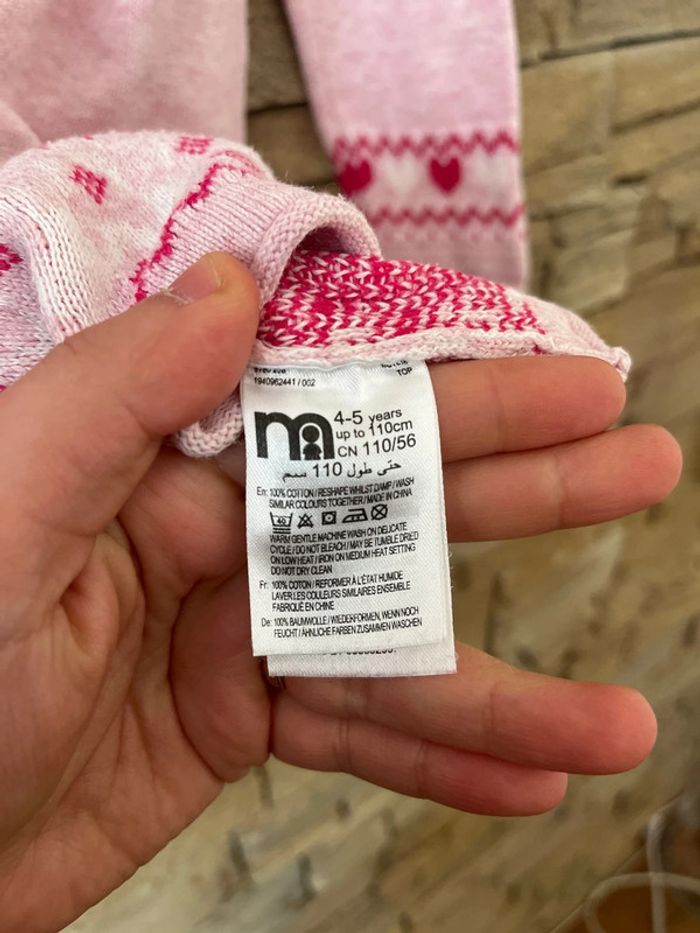 1940962441 / 002
TOP
m
4-5 years
up to 110cm
CN 110/56
حتى طول 110 سم
En: 100% COTTON / RESHAPE WHILST DAMP / WASH
SIMILAR COLOURS TOGETHER / MADE IN CHINA
40
WARM GENTLE MACHINE WASH ON DELICATE
CYCLE / DO NOT BLEACH / MAY BE TUMBLE DRIED
ON LOW HEAT / IRON ON MEDIUM HEAT SETTING
DO NOT DRY CLEAN
Fr: 100% COTON / REFORMER À L'ÉTAT HUMIDE
LAVER LES COULEURS SIMILAIRES ENSEMBLE
FABRIQUÉ EN CHINE
De: 100% BAUMWOLLE / WIEDERFORMEN, WENN NOCH
FEUCHT / ÄHNLICHE FARBEN ZUSAMMEN WASCHEN